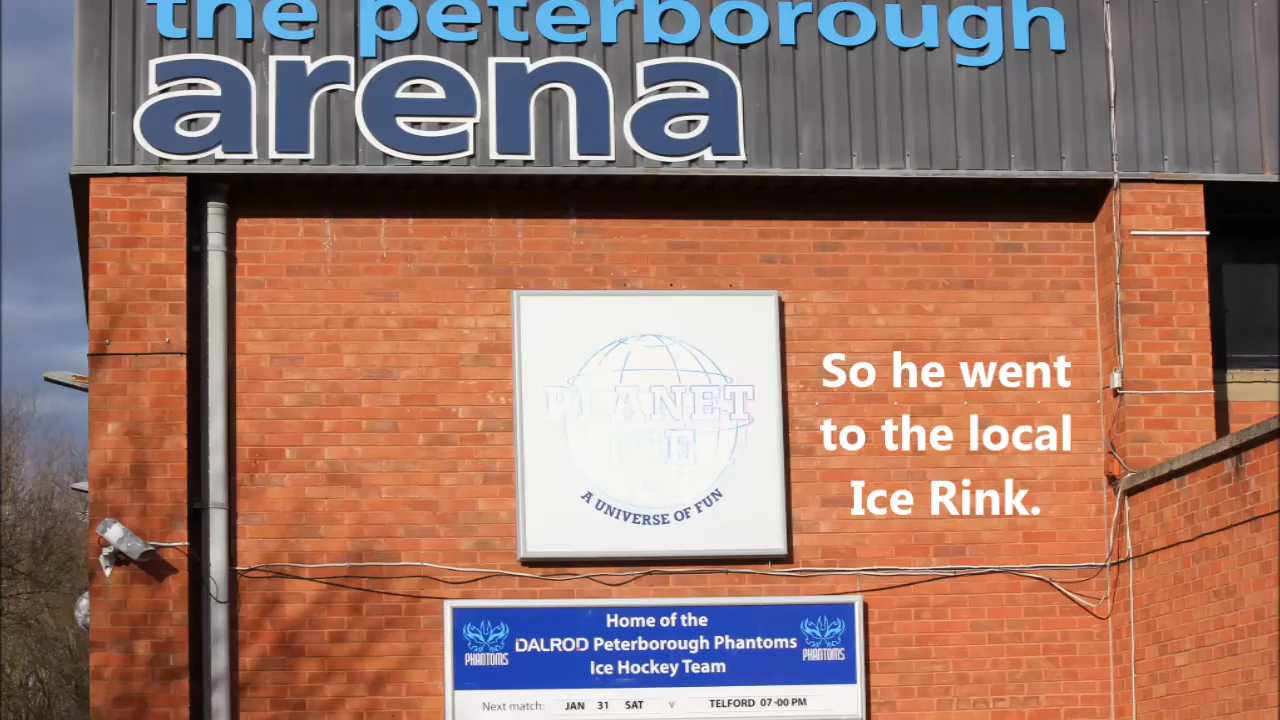 the peterborough
arena
PLANET
ICE
A UNIVERSE OF FUN
So he went
to the local
Ice Rink.
Home of the
DALROD Peterborough Phantoms
Ice Hockey Team
PHANTOMS
PHANTOMS
Next match: JAN 31 SAT v TELFORD 07-00 PM